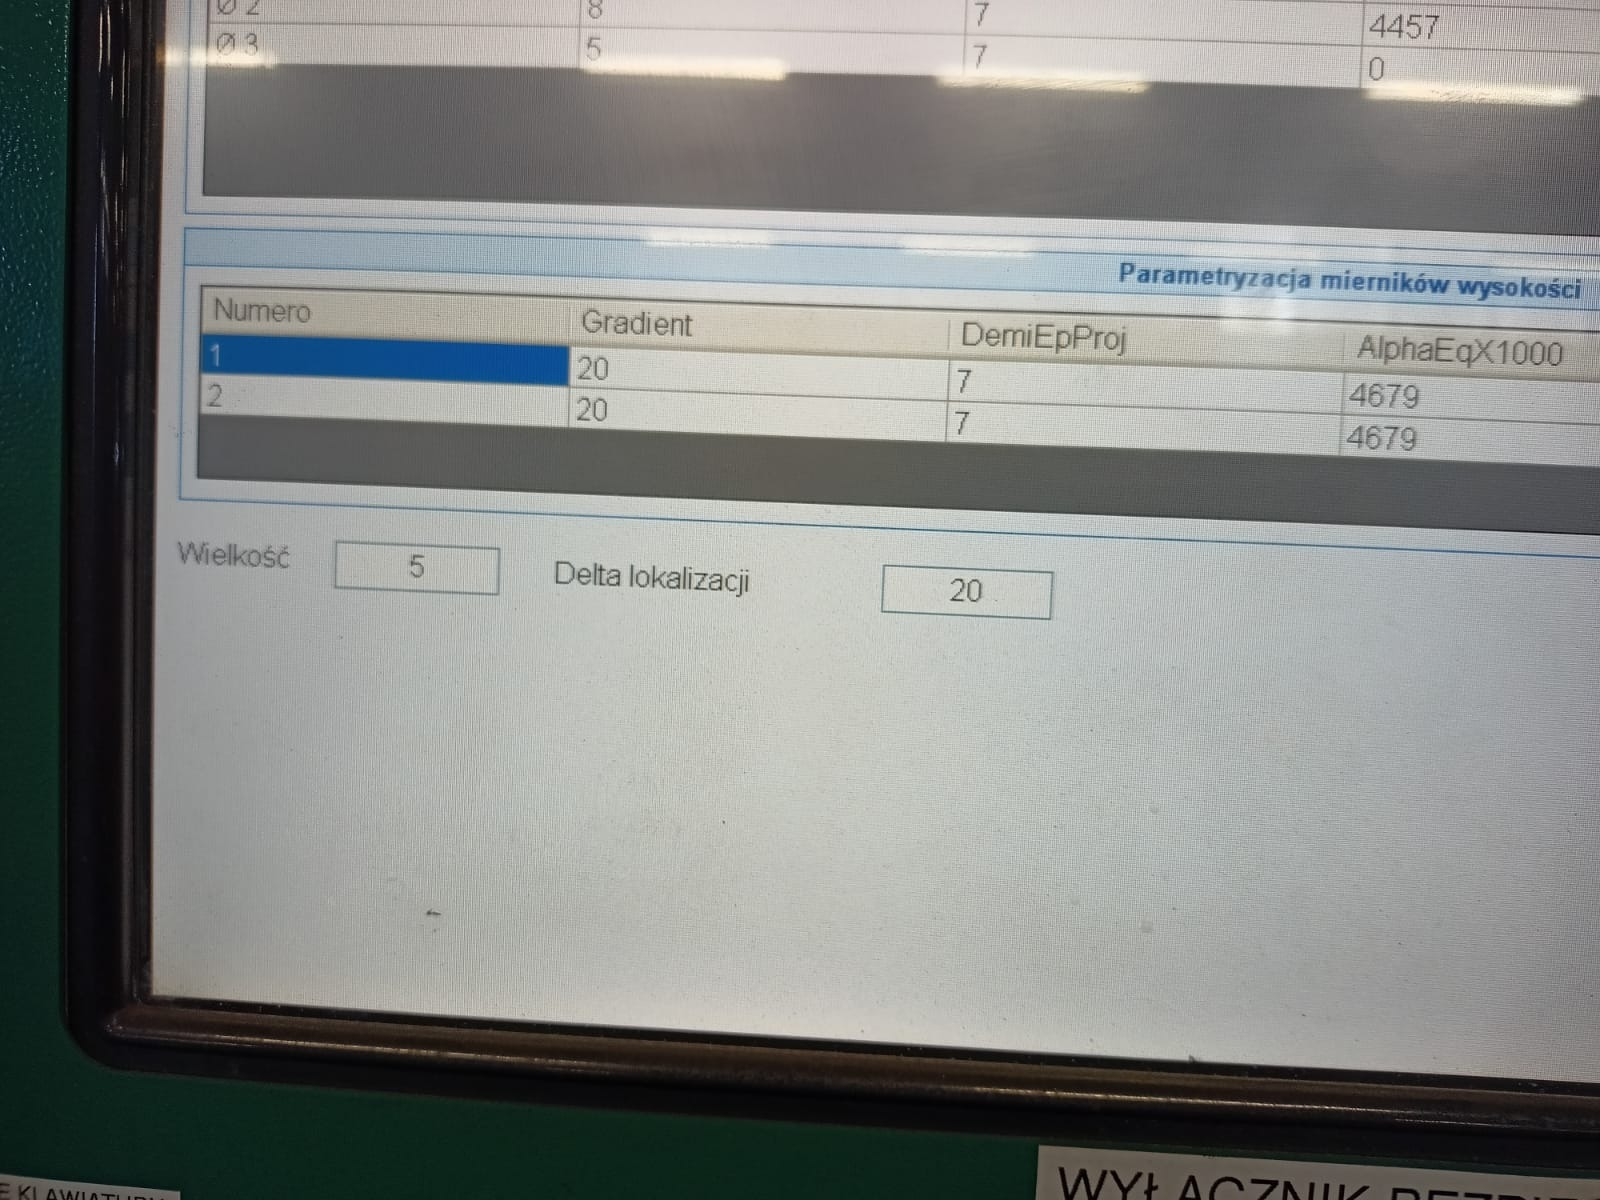 Ø 2 8 7 4457
Ø 3 5 7 0
Parametryzacja mierników wysokości
Numero Gradient DemiEpProj AlphaEqX1000
1 20 7 4679
2 20 7 4679
Wielkość 5 Delta lokalizacji 20
WYŁĄCZNIK